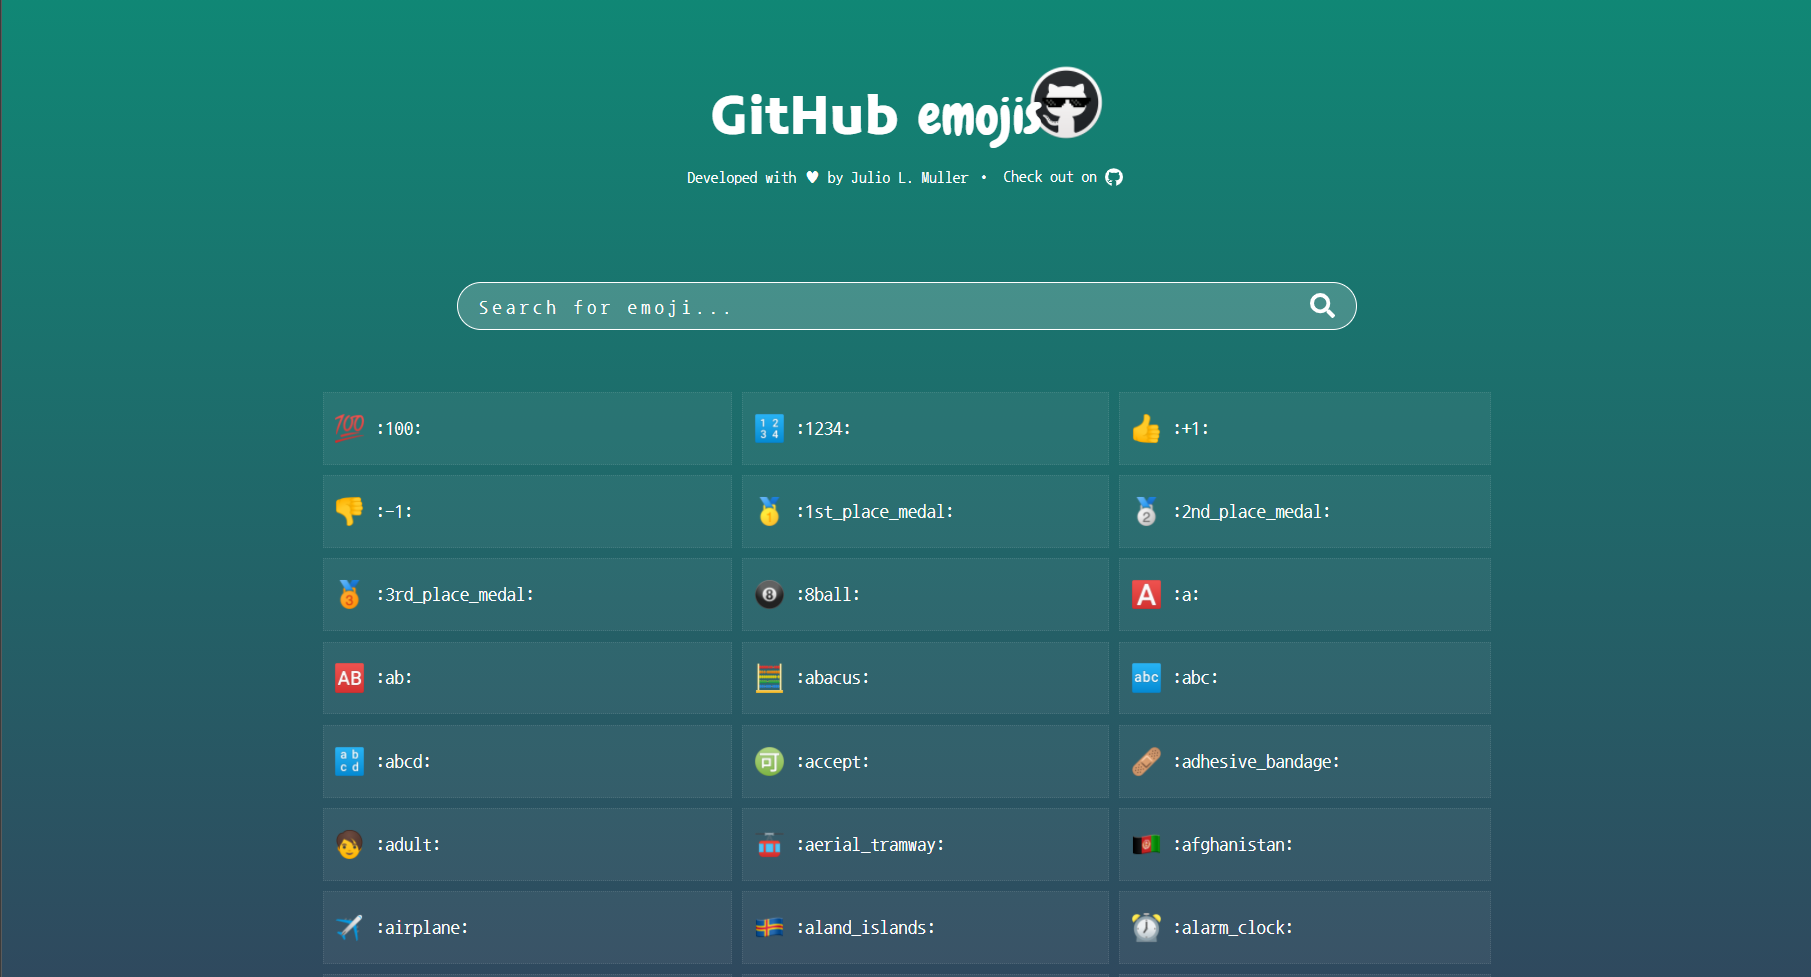 GitHub emojis
Developed with ♥ by Julio L. Muller • Check out on
Search for emoji...
💯 :100:
🔢 :1234:
👍 :+1:
👎 :-1:
🥇 :1st_place_medal:
🥈 :2nd_place_medal:
🥉 :3rd_place_medal:
🎱 :8ball:
🅰 :a:
🆎 :ab:
🧮 :abacus:
🔤 :abc:
🔡 :abcd:
🉑 :accept:
🩹 :adhesive_bandage:
🧑 :adult:
🚡 :aerial_tramway:
🇦🇫 :afghanistan:
✈️ :airplane:
🇦🇽 :aland_islands:
⏰ :alarm_clock: